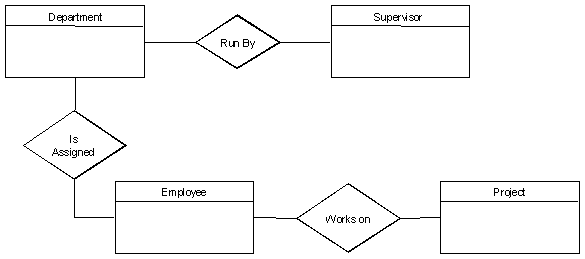 Department
Supervisor
Run By
Is
Assigned
Employee
Project
Works on